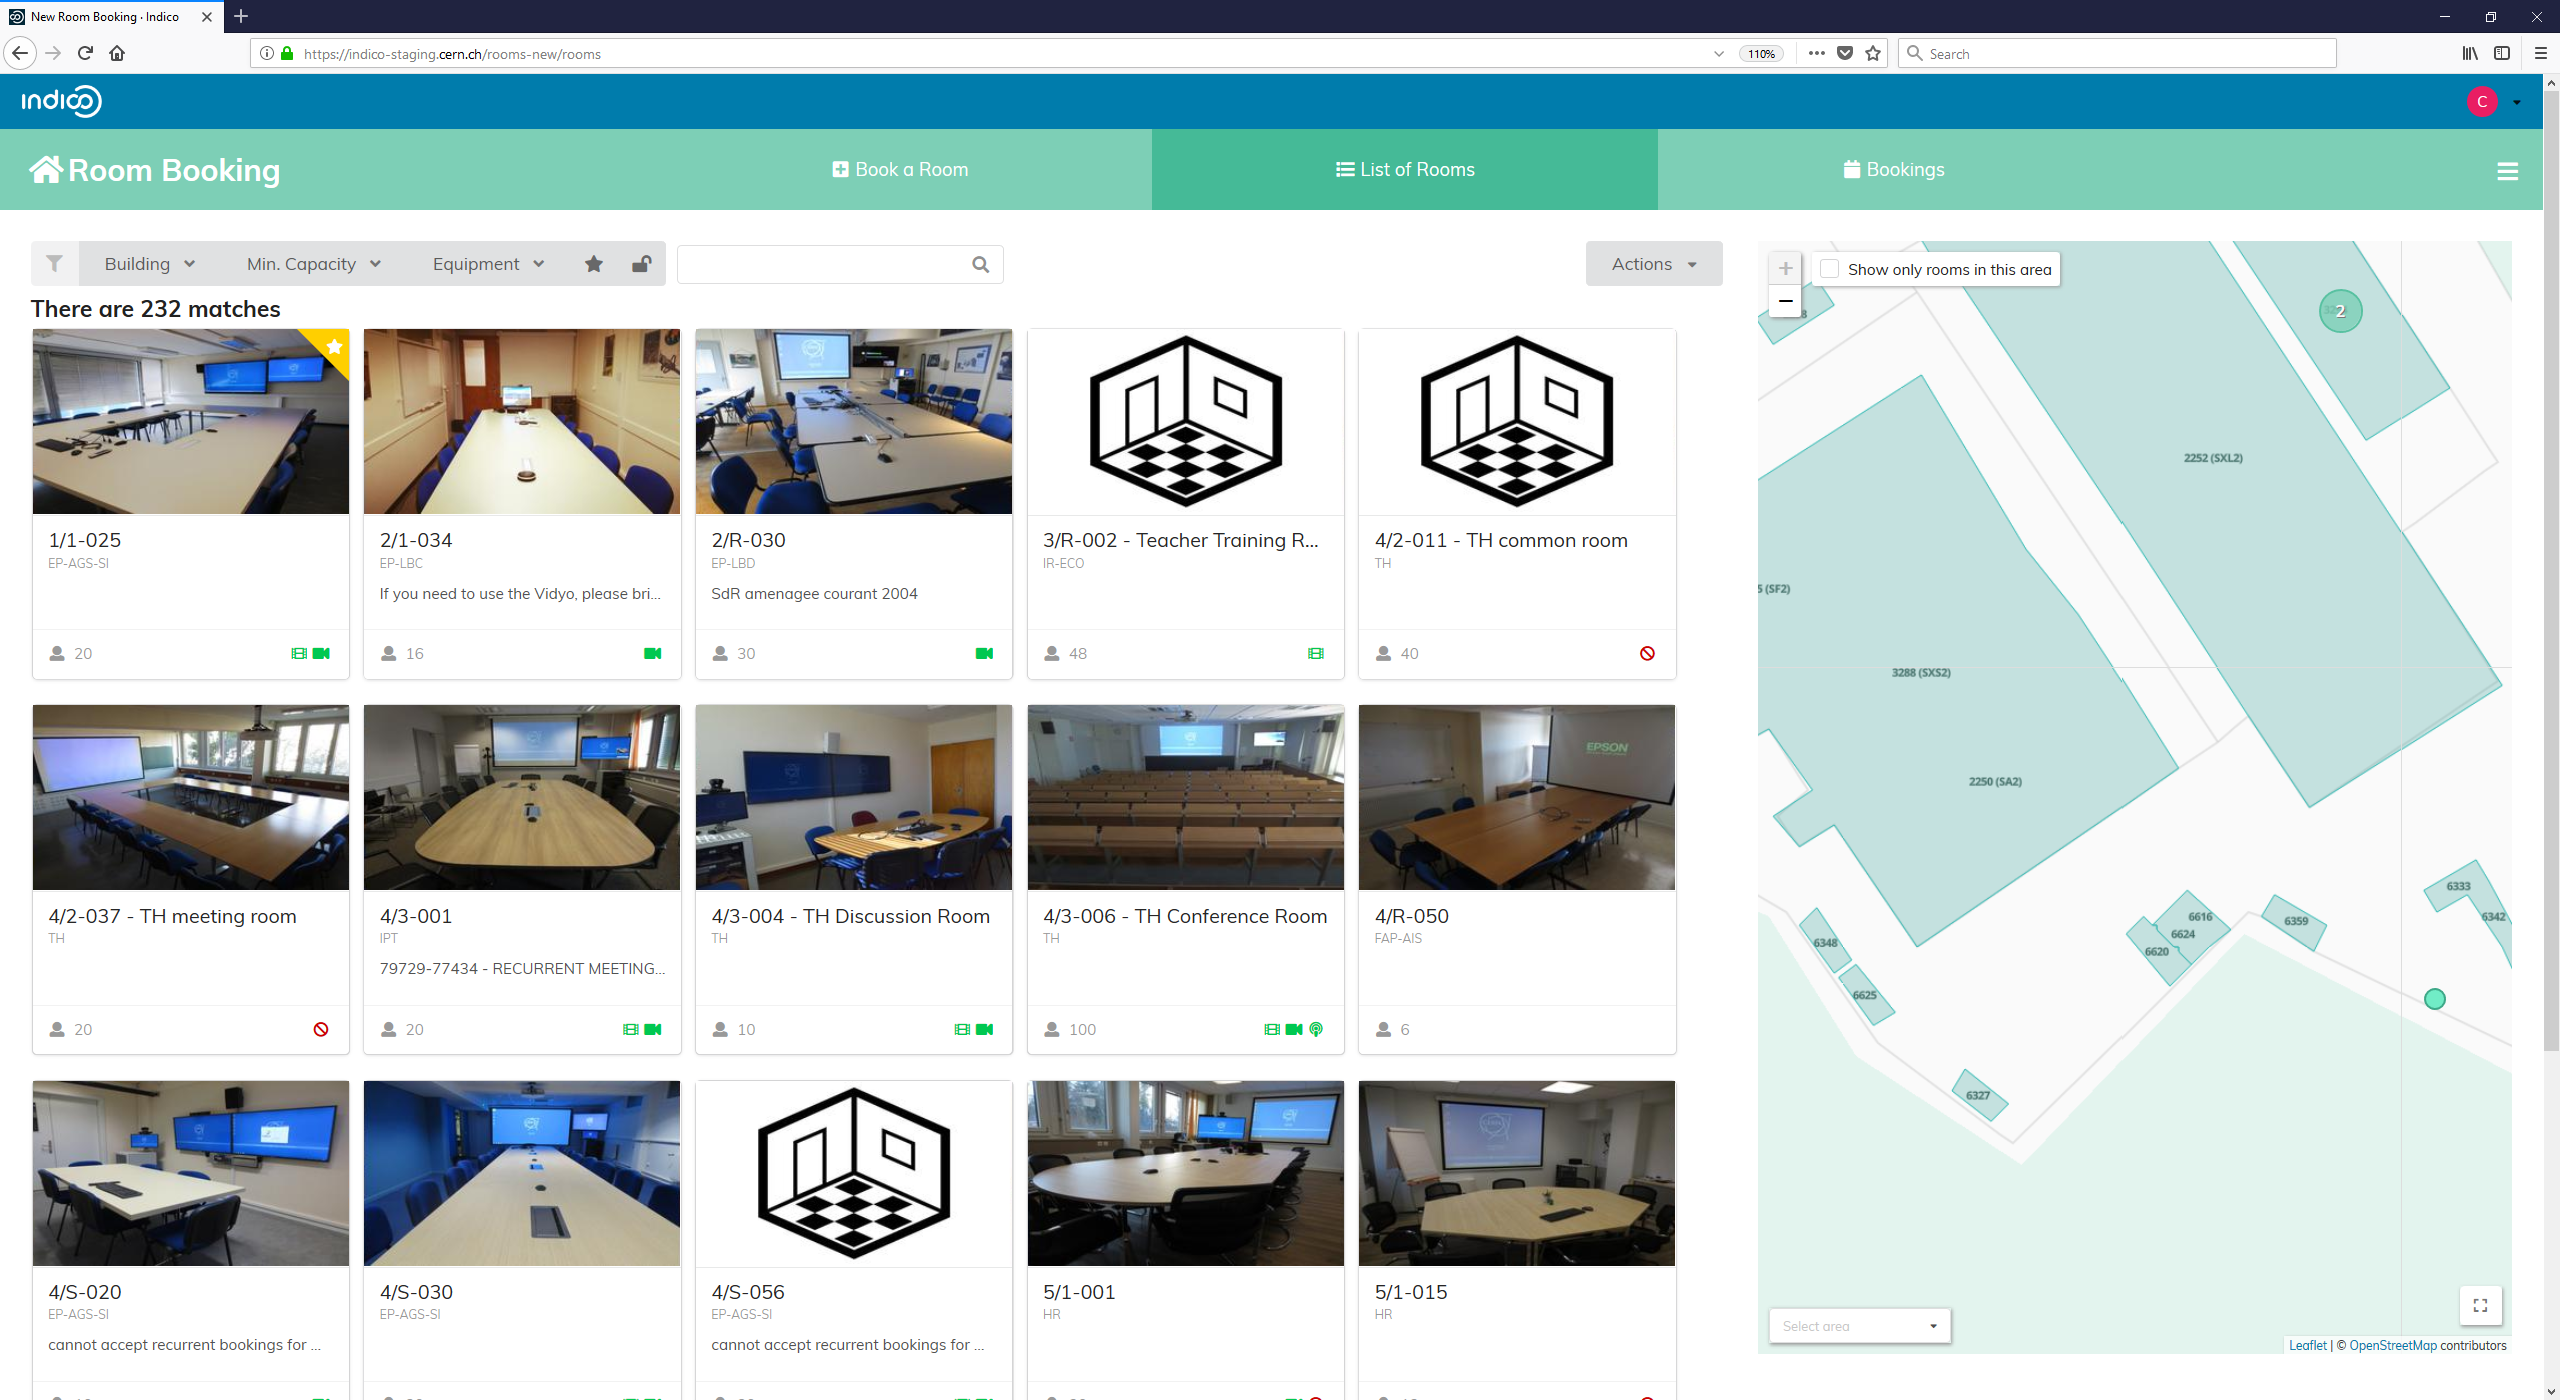 New Room Booking · Indico
https://indico-staging.cern.ch/rooms-new/rooms
110%
Search
indico
C
Room Booking
Book a Room
List of Rooms
Bookings
Building
Min. Capacity
Equipment
Actions
There are 232 matches
1/1-025
EP-AGS-SI
20
2/1-034
EP-LBC
If you need to use the Vidyo, please bri...
16
2/R-030
EP-LBD
SdR amenagee courant 2004
30
3/R-002 - Teacher Training R...
IR-ECO
48
4/2-011 - TH common room
TH
40
4/2-037 - TH meeting room
TH
20
4/3-001
IPT
79729-77434 - RECURRENT MEETING...
20
4/3-004 - TH Discussion Room
TH
10
4/3-006 - TH Conference Room
TH
100
EPSON
4/R-050
FAP-AIS
6
4/S-020
EP-AGS-SI
cannot accept recurrent bookings for ...
4/S-030
EP-AGS-SI
4/S-056
EP-AGS-SI
cannot accept recurrent bookings for ...
5/1-001
HR
5/1-015
HR
+
Show only rooms in this area
−
2
2252 (SXL2)
5 (SF2)
3288 (SXS2)
2250 (SA2)
6333
6342
6616
6359
6624
6620
6348
6625
6327
Select area
Leaflet | © OpenStreetMap contributors